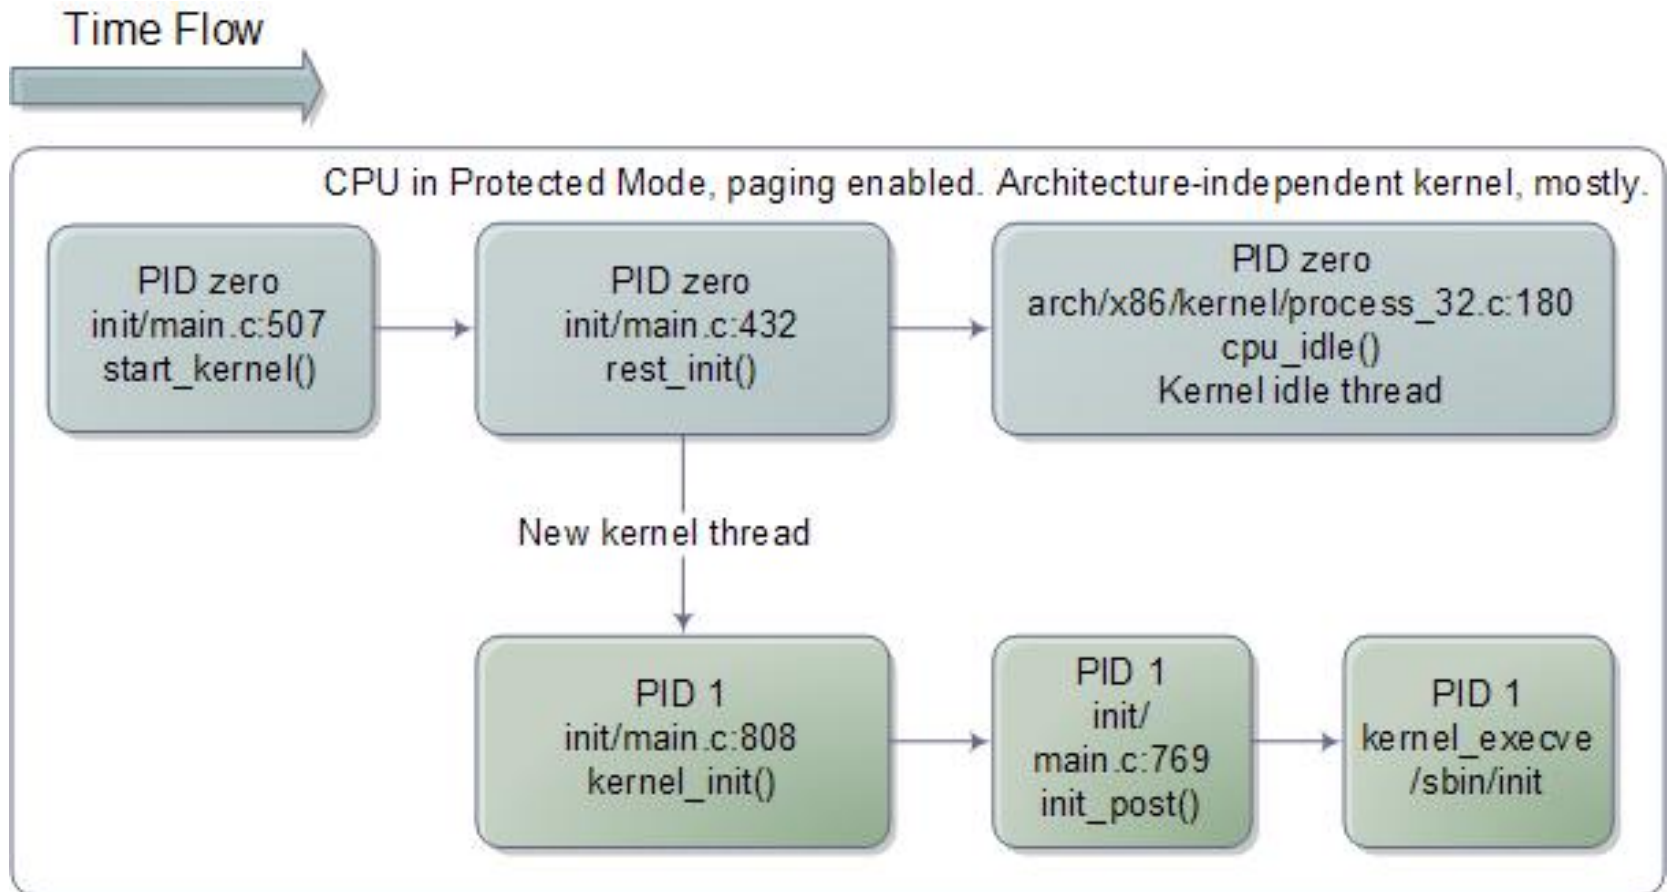 Time Flow
CPU in Protected Mode, paging enabled. Architecture-independent kernel, mostly.
PID zero
init/main.c:507
start_kernel()
PID zero
init/main.c:432
rest_init()
PID zero
arch/x86/kernel/process_32.c:180
cpu_idle()
Kernel idle thread
New kernel thread
PID 1
init/main.c:808
kernel_init()
PID 1
init/
main.c:769
init_post()
PID 1
kernel_execve
/sbin/init